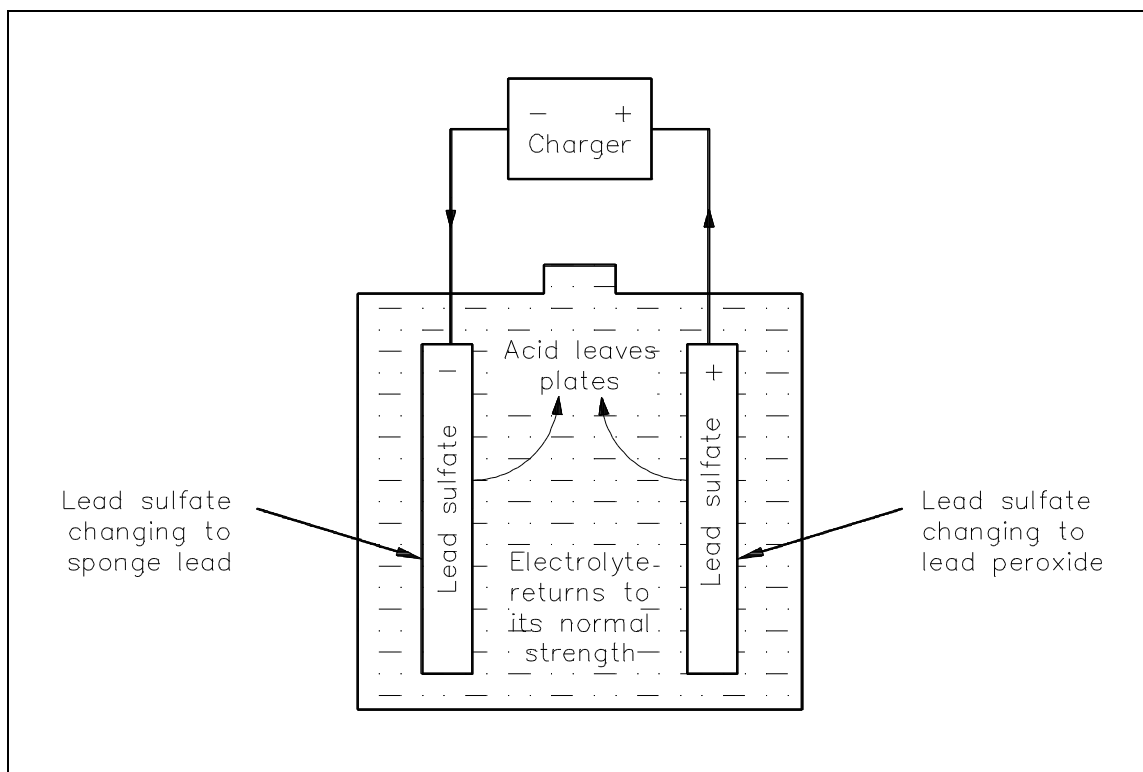 − +
Charger
Acid leaves
plates
−
Lead sulfate
+
Lead sulfate
Lead sulfate
changing to
sponge lead
Electrolyte
returns to
its normal
strength
Lead sulfate
changing to
lead peroxide